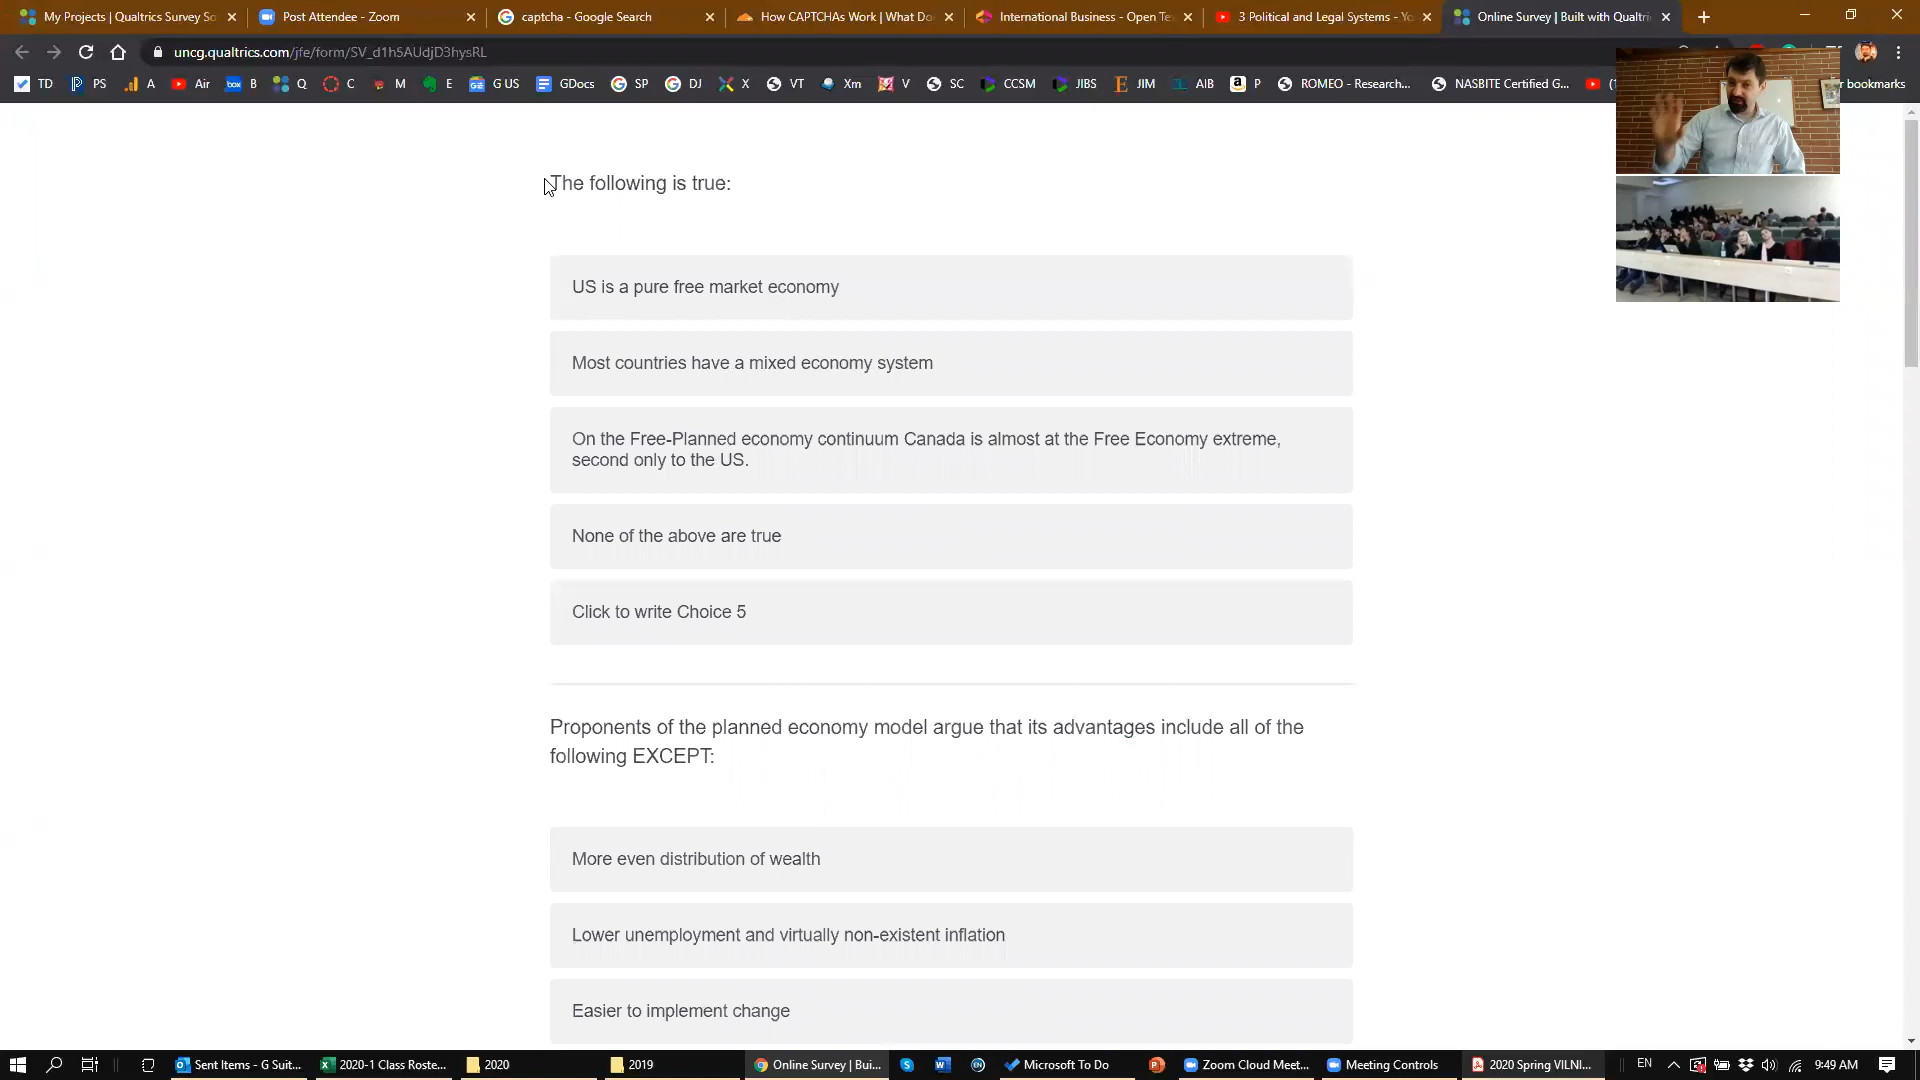 My Projects | Qualtrics Survey So
Post Attendee - Zoom
captcha - Google Search
How CAPTCHAs Work | What Do
International Business - Open Te
3 Political and Legal Systems - Yo
Online Survey | Built with Qualtri
uncg.qualtrics.com/jfe/form/SV_d1h5AUdjD3hysRL
TD PS A Air box B Q C M E G US GDocs SP DJ X VT Xm V SC CCSM JIBS JIM AIB P ROMEO - Research... NASBITE Certified G... r bookmarks
The following is true:
US is a pure free market economy
Most countries have a mixed economy system
On the Free-Planned economy continuum Canada is almost at the Free Economy extreme,
second only to the US.
None of the above are true
Click to write Choice 5
Proponents of the planned economy model argue that its advantages include all of the
following EXCEPT:
More even distribution of wealth
Lower unemployment and virtually non-existent inflation
Easier to implement change
Sent Items - G Suit... 2020-1 Class Roste... 2020 2019 Online Survey | Bui... Microsoft To Do Zoom Cloud Meet... Meeting Controls 2020 Spring VILNI... EN 9:49 AM